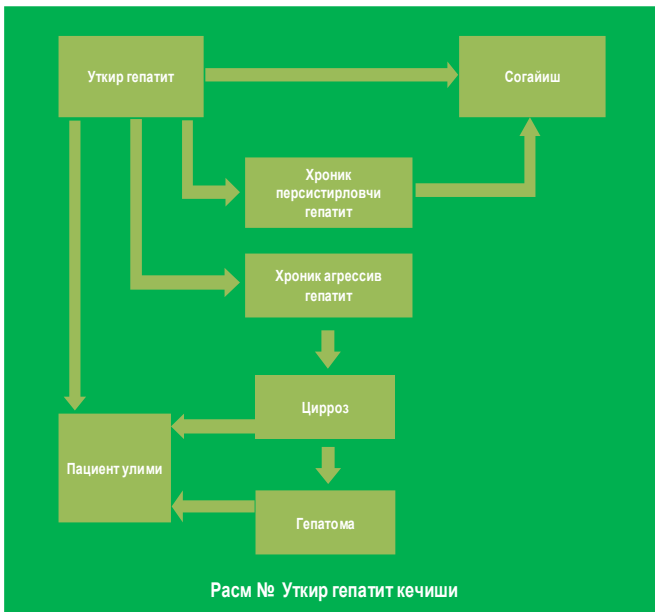 Уткир гепатит
Согайиш
Хроник
персистирловчи
гепатит
Хроник агрессив
гепатит
Цирроз
Пациент улими
Гепатома
Расм № Уткир гепатит кечиши